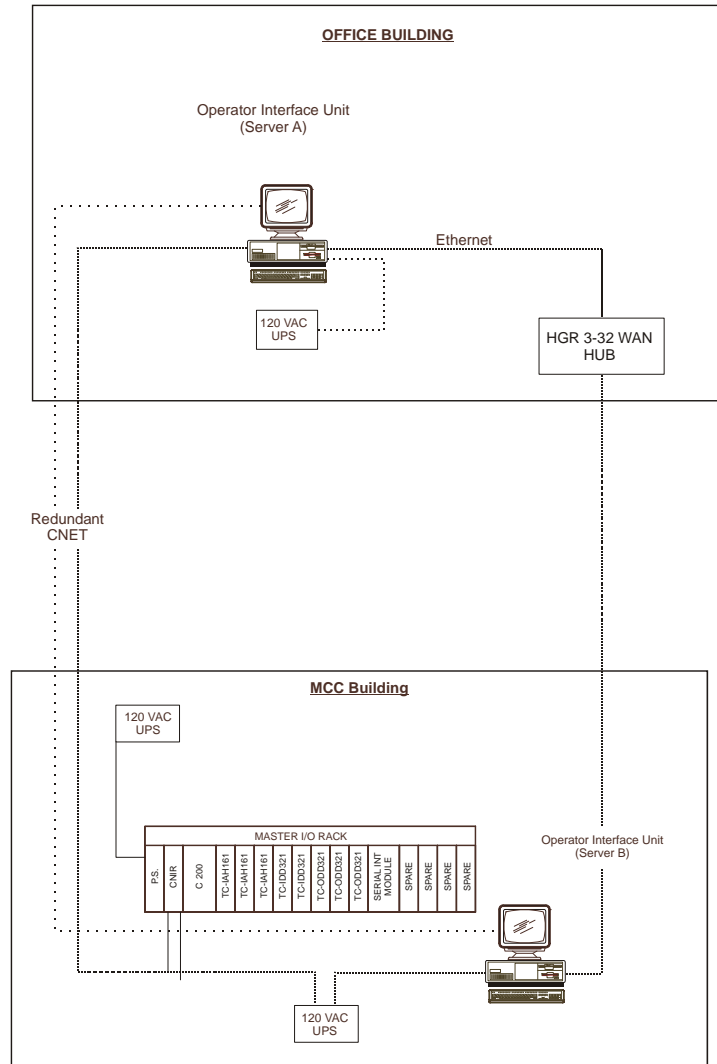 OFFICE BUILDING
Operator Interface Unit
(Server A)
Ethernet
120 VAC
UPS
HGR 3-32 WAN
HUB
Redundant
CNET
MCC Building
120 VAC
UPS
MASTER I/O RACK
P.S.
CNIR
C 200
TC-IAH161
TC-IAH161
TC-IAH161
TC-IDD321
TC-IDD321
TC-ODD321
TC-ODD321
TC-ODD321
SERIAL INT
MODULE
SPARE
SPARE
SPARE
SPARE
Operator Interface Unit
(Server B)
120 VAC
UPS